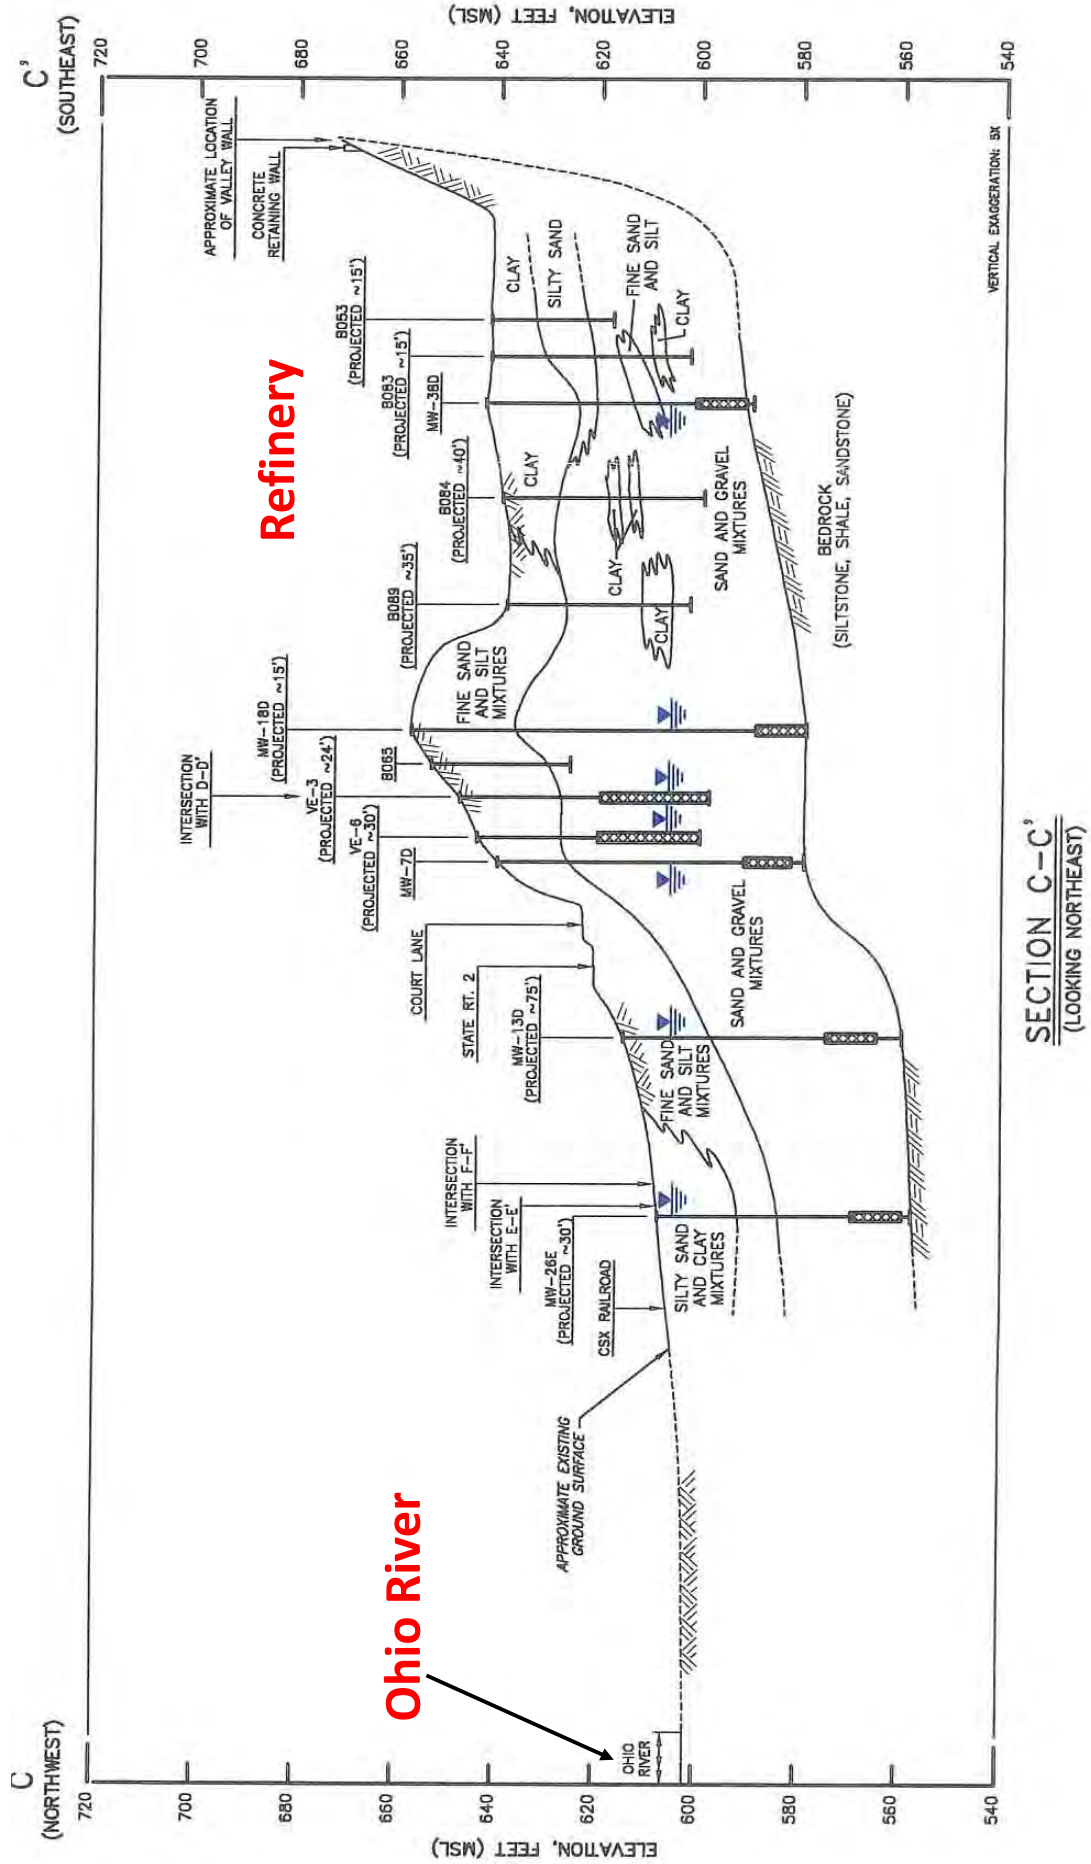 C
(NORTHWEST)
C'
(SOUTHEAST)
ELEVATION, FEET (MSL)
720
700
680
660
640
620
600
580
560
540
ELEVATION, FEET (MSL)
720
700
680
660
640
620
600
580
560
540
Ohio River
Refinery
OHIO
RIVER
APPROXIMATE EXISTING
GROUND SURFACE
CSX RAILROAD
MW-26E
(PROJECTED ~30')
INTERSECTION
WITH E-E'
INTERSECTION
WITH F-F'
MW-13D
(PROJECTED ~75')
STATE RT. 2
COURT LANE
MW-7D
VE-6
(PROJECTED ~30')
VE-3
(PROJECTED ~24')
INTERSECTION
WITH D-D'
B065
MW-18D
(PROJECTED ~15')
B089
(PROJECTED ~35')
B084
(PROJECTED ~40')
MW-38D
B083
(PROJECTED ~15')
B053
(PROJECTED ~15')
CONCRETE
RETAINING WALL
APPROXIMATE LOCATION
OF VALLEY WALL
SILTY SAND
AND CLAY
MIXTURES
FINE SAND
AND SILT
MIXTURES
SAND AND GRAVEL
MIXTURES
FINE SAND
AND SILT
MIXTURES
CLAY
CLAY
CLAY
SAND AND GRAVEL
MIXTURES
CLAY
SILTY SAND
FINE SAND
AND SILT
CLAY
BEDROCK
(SILTSTONE, SHALE, SANDSTONE)
VERTICAL EXAGGERATION: 5X
SECTION C-C'
(LOOKING NORTHEAST)